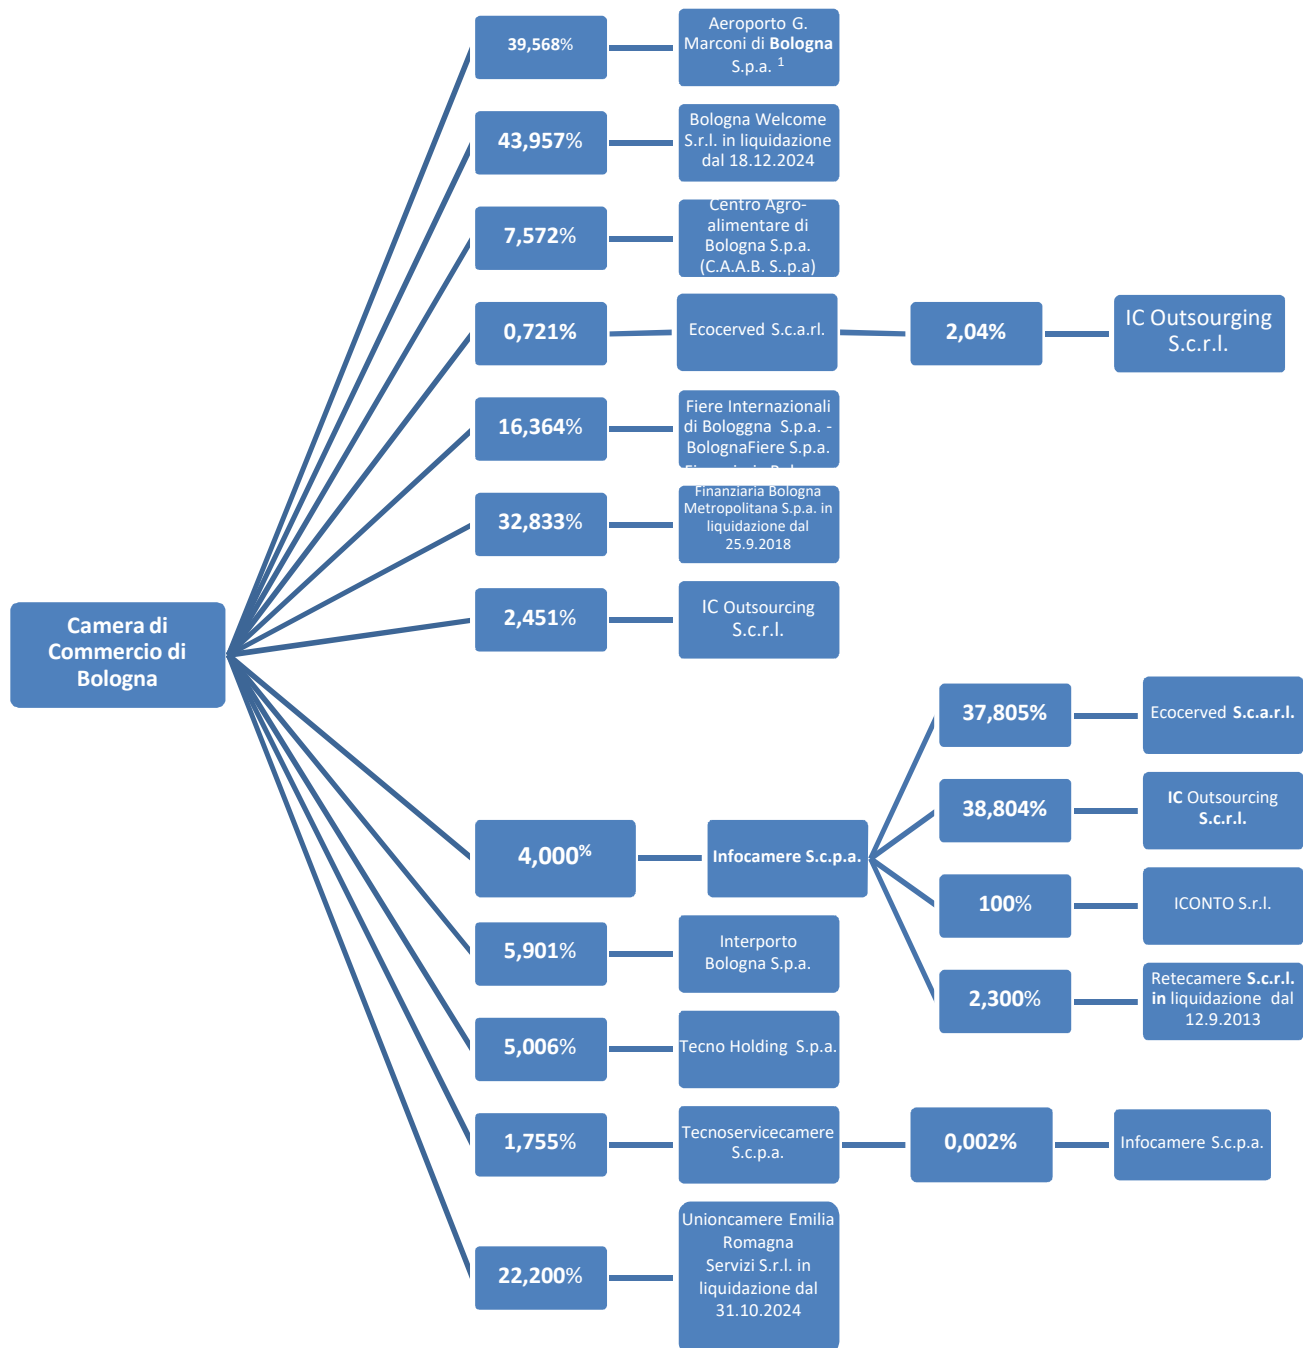 39,568%
Aeroporto G.
Marconi di Bologna
S.p.a. 1
43,957%
Bologna Welcome
S.r.l. in liquidazione
dal 18.12.2024
7,572%
Centro Agro-
alimentare di
Bologna S.p.a.
(C.A.A.B. S..p.a)
0,721%
Ecocerved S.c.a.rl.
2,04%
IC Outsourging
S.c.r.l.
16,364%
Fiere Internazionali
di Bologgna S.p.a. -
BolognaFiere S.p.a.
32,833%
Finanziaria Bologna
Metropolitana S.p.a. in
liquidazione dal
25.9.2018
2,451%
IC Outsourcing
S.c.r.l.
Camera di
Commercio di
Bologna
4,000%
Infocamere S.c.p.a.
37,805%
Ecocerved S.c.a.r.l.
38,804%
IC Outsourcing
S.c.r.l.
100%
ICONTO S.r.l.
2,300%
Retecamere S.c.r.l.
in liquidazione dal
12.9.2013
5,901%
Interporto
Bologna S.p.a.
5,006%
Tecno Holding S.p.a.
1,755%
Tecnoservicecamere
S.c.p.a.
0,002%
Infocamere S.c.p.a.
22,200%
Unioncamere Emilia
Romagna
Servizi S.r.l. in
liquidazione dal
31.10.2024